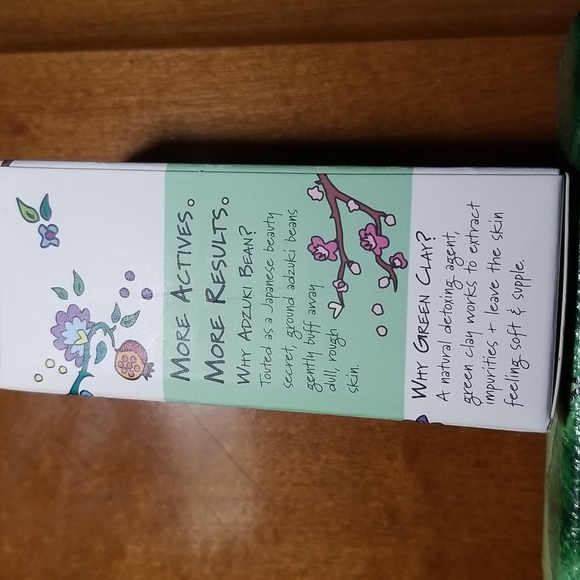 More Actives.
More Results.
Why Adzuki Bean?
Touted as a Japanese beauty
secret, ground adzuki beans
gently buff away
dull, rough
skin.
Why Green Clay?
A natural detoxing agent,
green clay works to extract
impurities + leave the skin
feeling soft & supple.